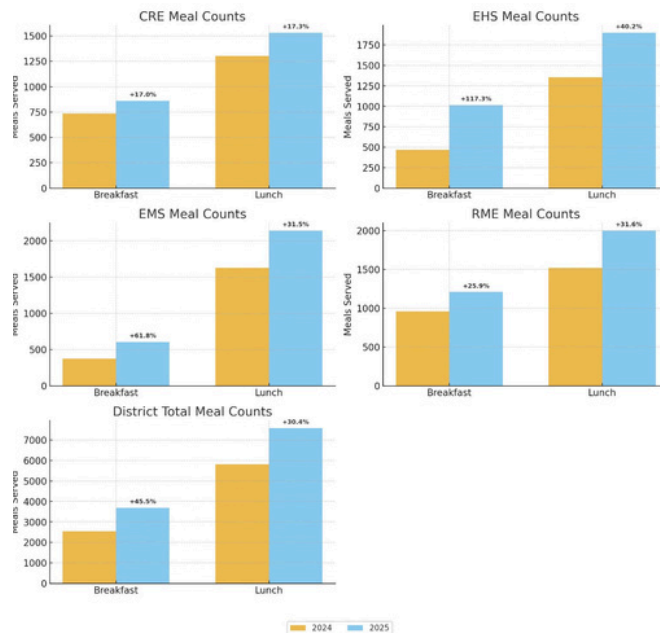 CRE Meal Counts
Meals Served
1500
1250
1000
750
500
250
0
+17.0%
+17.3%
Breakfast
Lunch
EHS Meal Counts
Meals Served
1750
1500
1250
1000
750
500
250
0
+117.3%
+40.2%
Breakfast
Lunch
EMS Meal Counts
Meals Served
2000
1500
1000
500
0
+61.8%
+31.5%
Breakfast
Lunch
RME Meal Counts
Meals Served
2000
1500
1000
500
0
+25.9%
+31.6%
Breakfast
Lunch
District Total Meal Counts
Meals Served
7000
6000
5000
4000
3000
2000
1000
0
+45.5%
+30.4%
Breakfast
Lunch
2024
2025